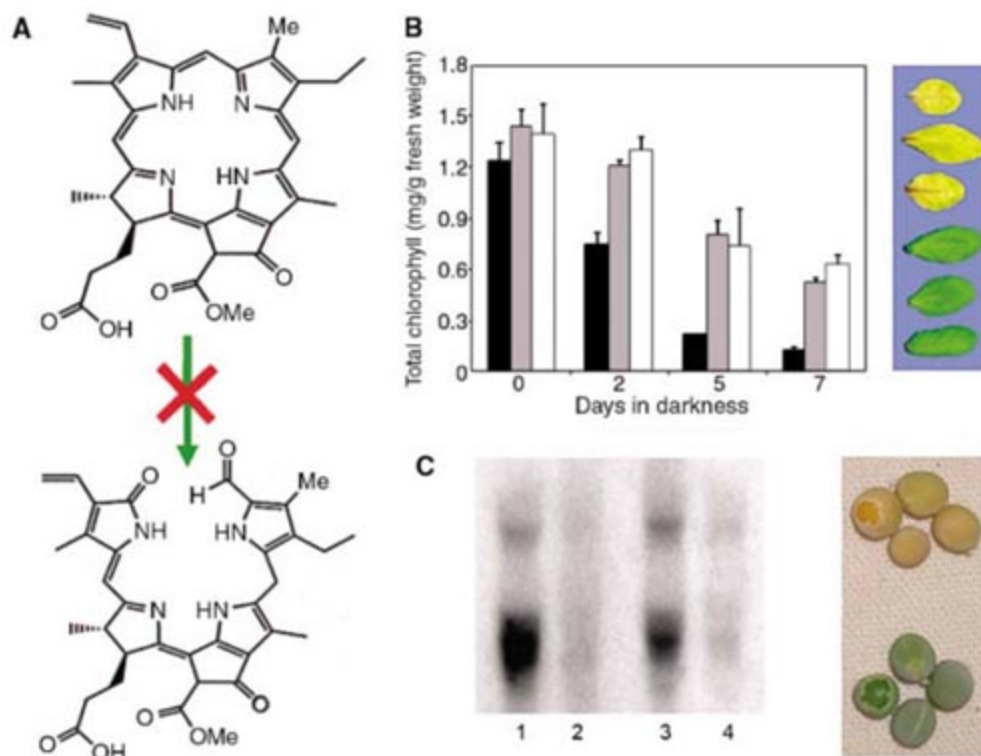 A
Me
NH N
N HN
O O
OMe
O OH
O
O H Me
NH HN
N HN
O O
O OMe
OH
B
Total chlorophyll (mg/g fresh weight)
1.8
1.5
1.2
0.9
0.6
0.3
0
0 2 5 7
Days in darkness
C
1 2 3 4